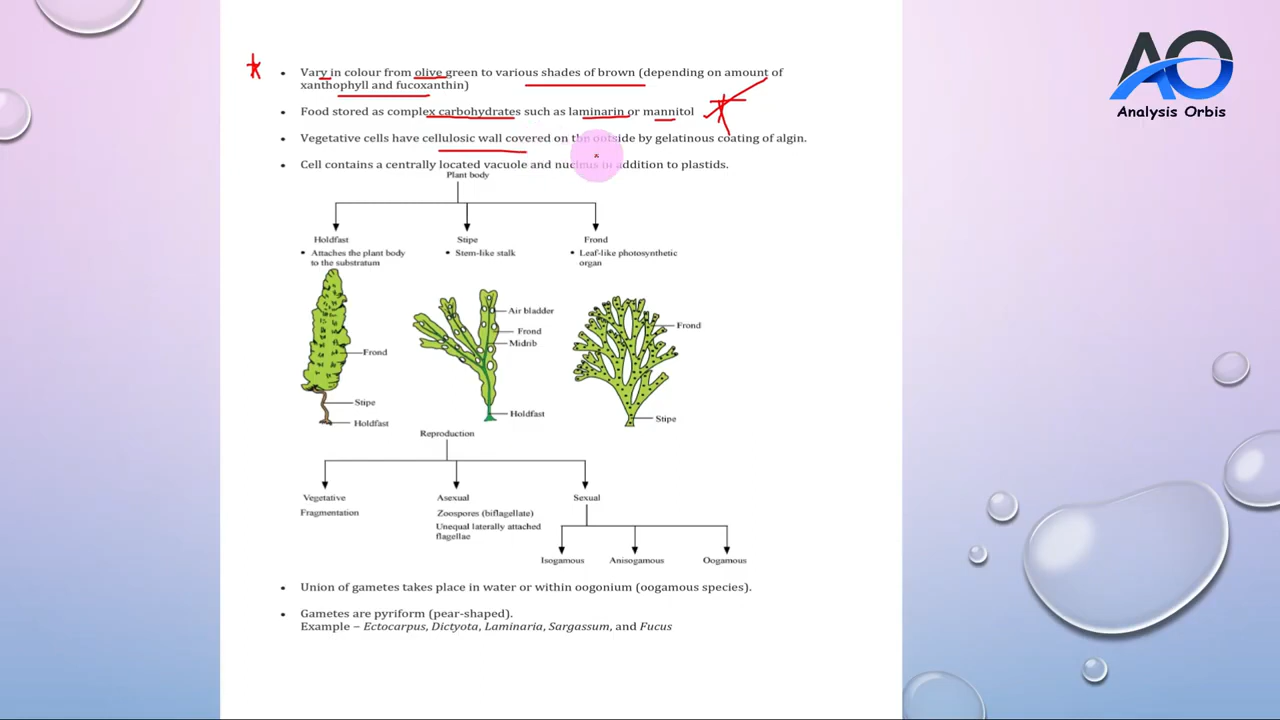 AO
Analysis Orbis
Vary in colour from olive green to various shades of brown (depending on amount of
xanthophyll and fucoxanthin)
Food stored as complex carbohydrates such as laminarin or mannitol
Vegetative cells have cellulosic wall covered on the outside by gelatinous coating of algin.
Cell contains a centrally located vacuole and nucleus in addition to plastids.
Plant body
Holdfast
• Attaches the plant body
to the substratum
Stipe
• Stem-like stalk
Frond
• Leaf-like photosynthetic
organ
Frond
Stipe
Holdfast
Air bladder
Frond
Midrib
Holdfast
Frond
Stipe
Reproduction
Vegetative
Fragmentation
Asexual
Zoospores (biflagellate)
Unequal laterally attached
flagellae
Sexual
Isogamous
Anisogamous
Oogamous
Union of gametes takes place in water or within oogonium (oogamous species).
Gametes are pyriform (pear-shaped).
Example – Ectocarpus, Dictyota, Laminaria, Sargassum, and Fucus